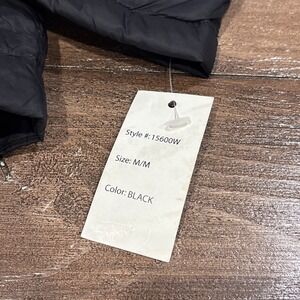 Style #: 15600W
Size: M/M
Color: BLACK